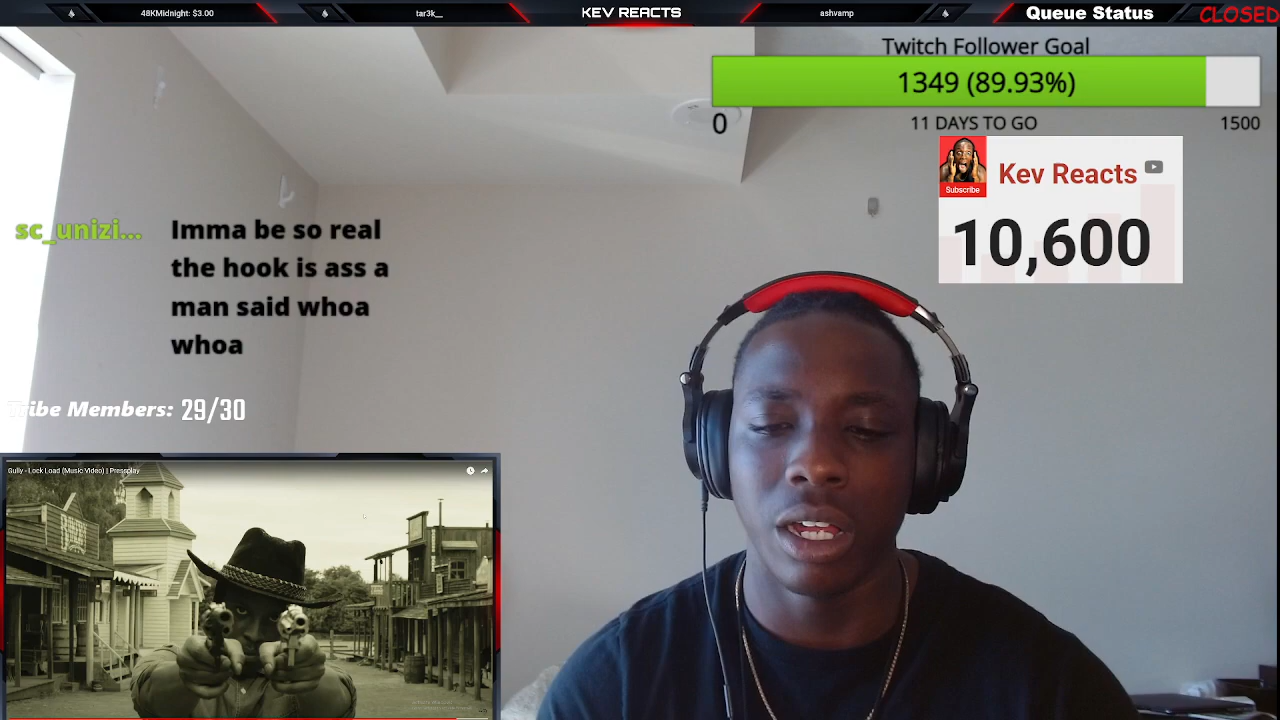 48KMidnight: $3.00
tar3k__
KEV REACTS
ashvamp
Queue Status
CLOSED
Twitch Follower Goal
1349 (89.93%)
0
11 DAYS TO GO
1500
Subscribe
Kev Reacts
10,600
sc_unizi...
Imma be so real
the hook is ass a
man said whoa
whoa
Tribe Members: 29/30
Gully - Lock Load (Music Video) | Pressplay